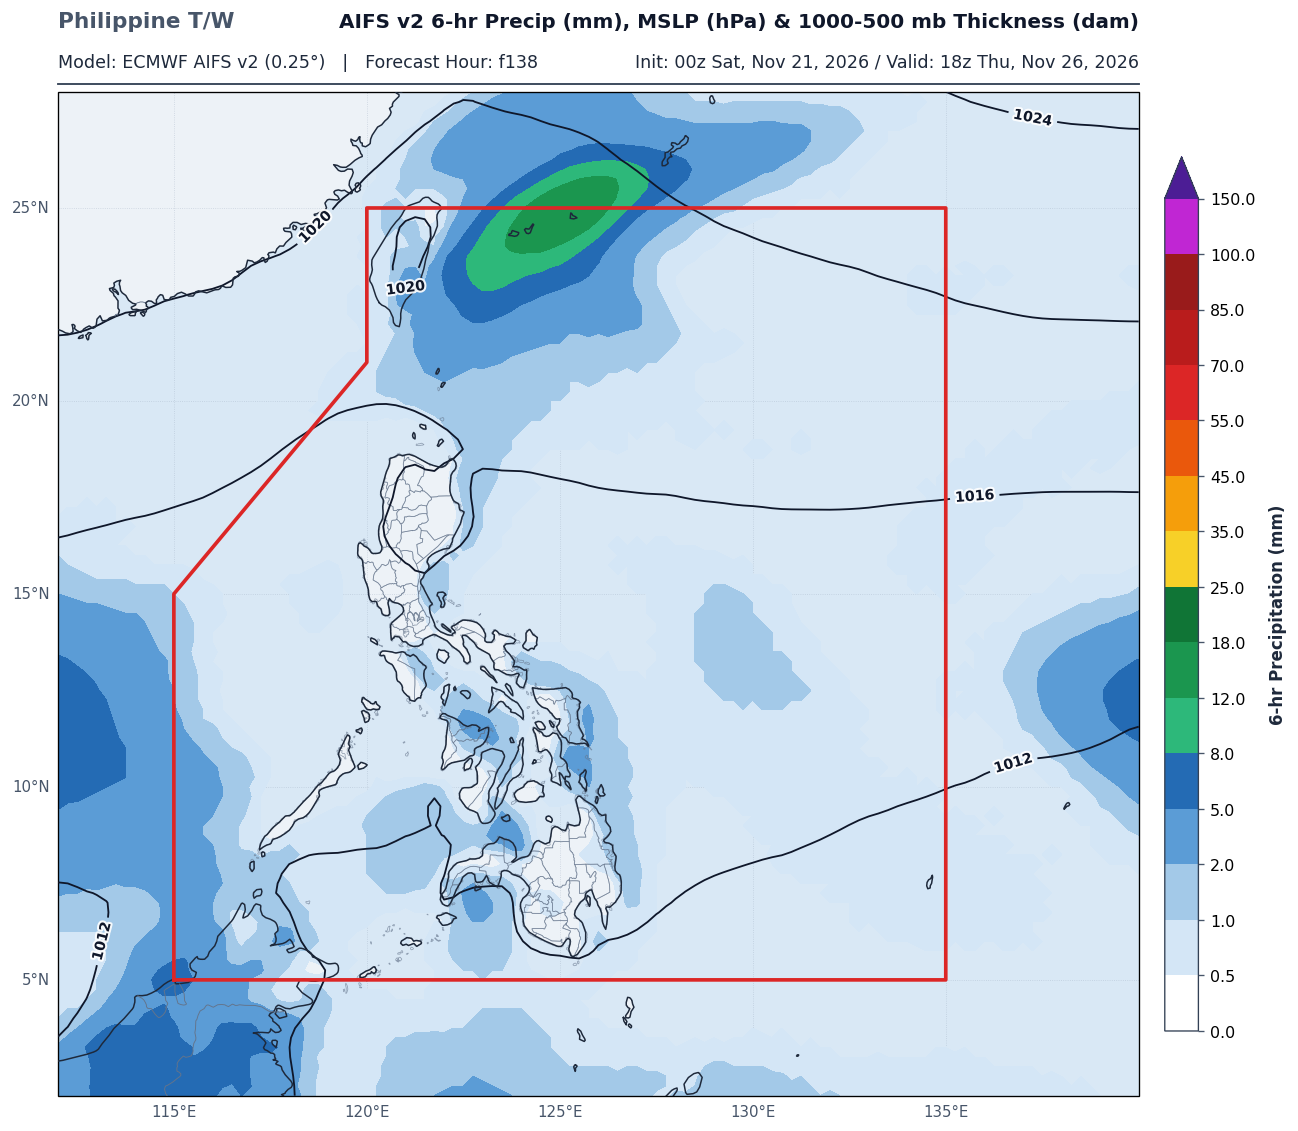 Philippine T/W
AIFS v2 6-hr Precip (mm), MSLP (hPa) & 1000-500 mb Thickness (dam)
Model: ECMWF AIFS v2 (0.25°) | Forecast Hour: f138
Init: 00z Sat, Nov 21, 2026 / Valid: 18z Thu, Nov 26, 2026
1024
1020
1020
1016
1012
1012
25°N
20°N
15°N
10°N
5°N
115°E
120°E
125°E
130°E
135°E
150.0
100.0
85.0
70.0
55.0
45.0
35.0
25.0
18.0
12.0
8.0
5.0
2.0
1.0
0.5
0.0
6-hr Precipitation (mm)